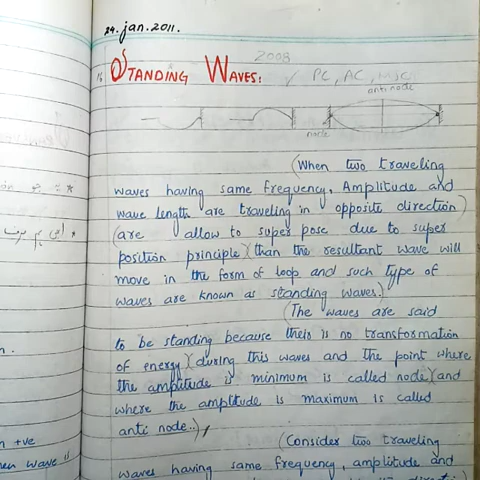 24. jan. 2011.
2008
STANDING WAVES:
PC, AC,
anti node
node
(When two traveling
waves having same frequency, Amplitude and
wave length are traveling in opposite direction)
(are allow to super pose due to super
position principle)(than the resultant wave will
move in the form of loop and such type of
waves are known as standing waves.)
(The waves are said
to be standing because their is no transformation
of energy)(during this waves and the point where
the amplitude is minimum is called node)(and
where the ampltude is maximum is called
anti node.)
(Consider two traveling
waves having same frequency, amplitude and
n +ve
wave is